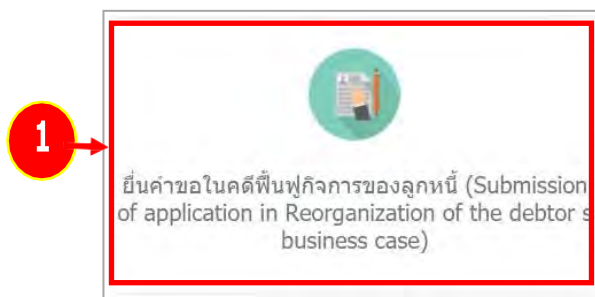 1
ยื่นคำขอในคดีฟื้นฟูกิจการของลูกหนี้ (Submission
of application in Reorganization of the debtor s
business case)